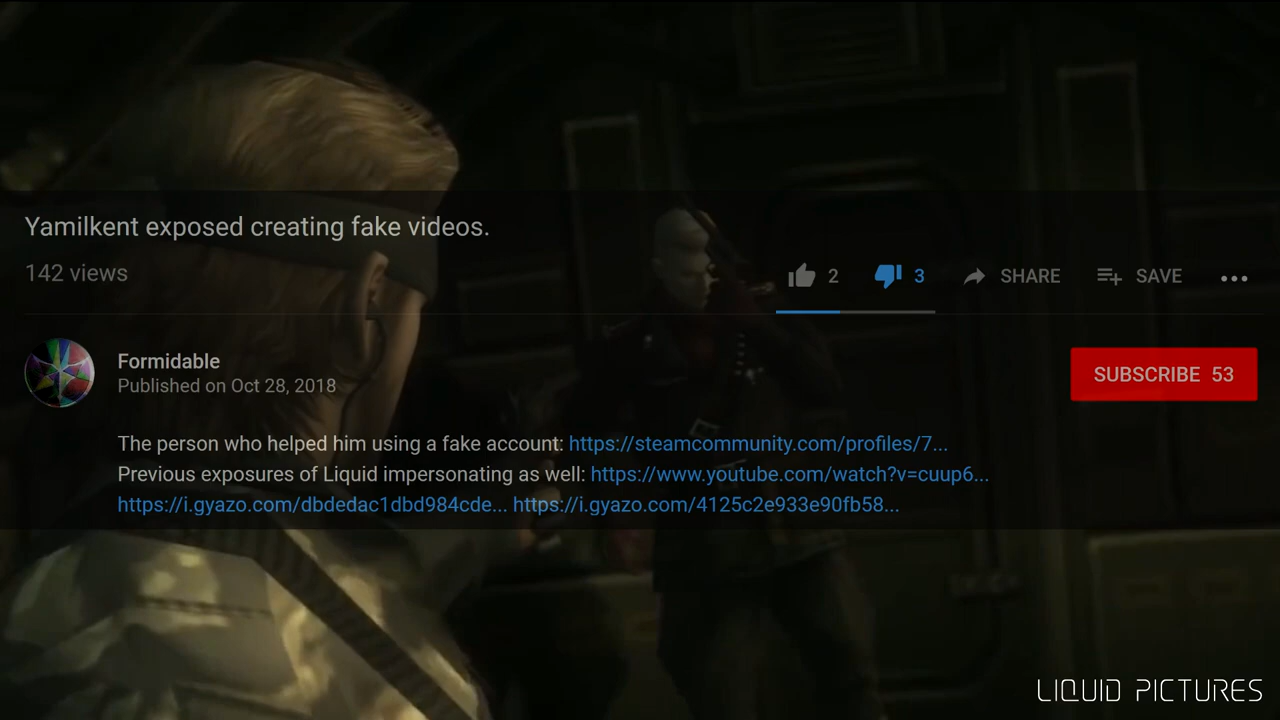 Yamilkent exposed creating fake videos.
142 views
2 3 SHARE SAVE
Formidable
Published on Oct 28, 2018
SUBSCRIBE 53
The person who helped him using a fake account: https://steamcommunity.com/profiles/7...
Previous exposures of Liquid impersonating as well: https://www.youtube.com/watch?v=cuup6...
https://i.gyazo.com/dbdedac1dbd984cde... https://i.gyazo.com/4125c2e933e90fb58...
LIQUID PICTURES